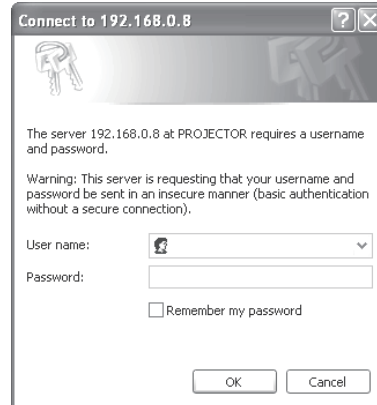 Connect to 192.168.0.8
The server 192.168.0.8 at PROJECTOR requires a username
and password.
Warning: This server is requesting that your username and
password be sent in an insecure manner (basic authentication
without a secure connection).
User name:
Password:
Remember my password
OK Cancel